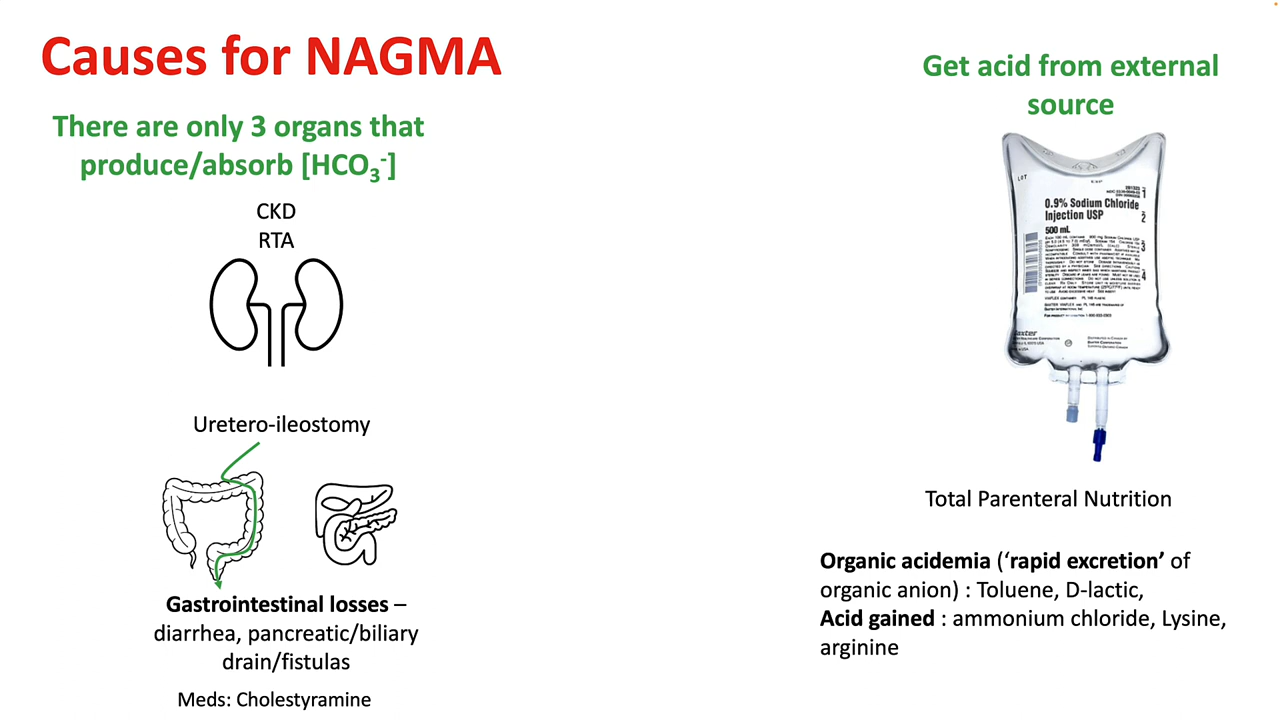 Causes for NAGMA
There are only 3 organs that
produce/absorb [HCO₃⁻]
CKD
RTA
Uretero-ileostomy
Gastrointestinal losses –
diarrhea, pancreatic/biliary
drain/fistulas
Meds: Cholestyramine
Get acid from external
source
LOT
0.9% Sodium Chloride
Injection USP
500 mL
Total Parenteral Nutrition
Organic acidemia (‘rapid excretion’ of
organic anion) : Toluene, D-lactic,
Acid gained : ammonium chloride, Lysine,
arginine